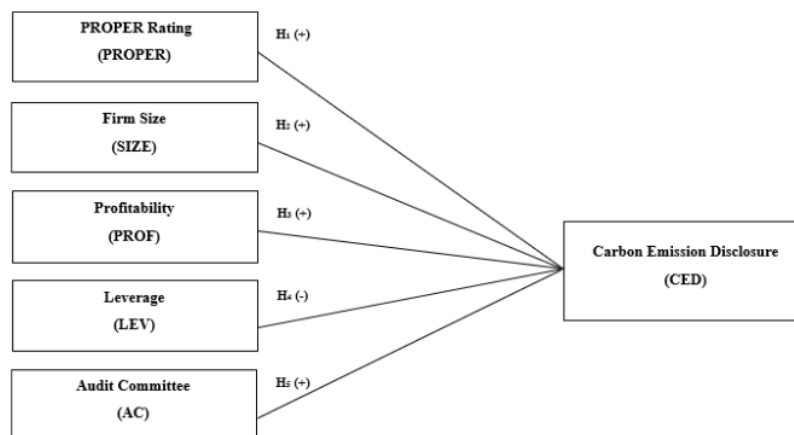 PROPER Rating
(PROPER)
H₁ (+)
Firm Size
(SIZE)
H₂ (+)
Profitability
(PROF)
H₃ (+)
Carbon Emission Disclosure
(CED)
Leverage
(LEV)
H₄ (-)
Audit Committee
(AC)
H₅ (+)